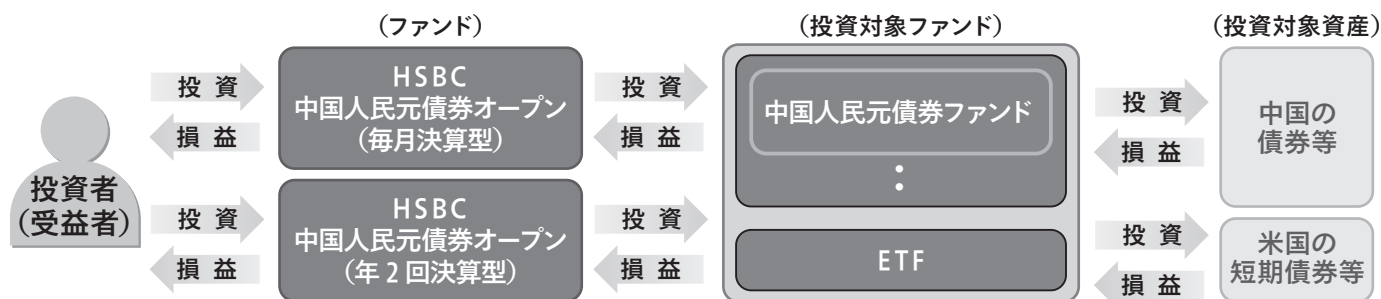 (ファンド)
(投資対象ファンド)
(投資対象資産)
投資者
(受益者)
投資
損益
投資
損益
HSBC
中国人民元債券オープン
(毎月決算型)
HSBC
中国人民元債券オープン
(年2回決算型)
投資
損益
投資
損益
中国人民元債券ファンド
:
ETF
投資
損益
投資
損益
中国の
債券等
米国の
短期債券等